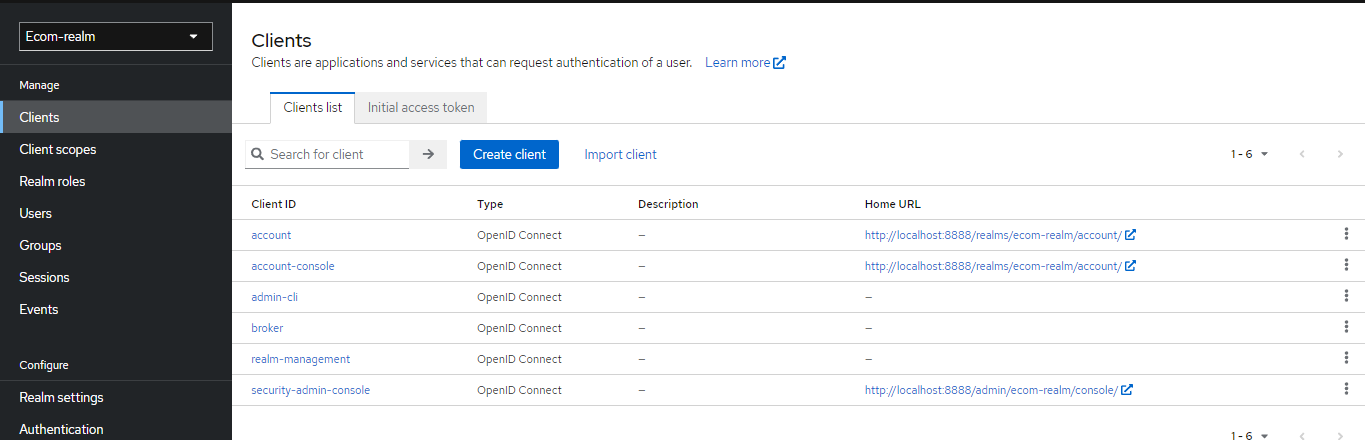 Ecom-realm
Manage
Clients
Client scopes
Realm roles
Users
Groups
Sessions
Events
Configure
Realm settings
Authentication
Clients
Clients are applications and services that can request authentication of a user. Learn more
Clients list Initial access token
Search for client Create client Import client 1 - 6
Client ID Type Description Home URL
account OpenID Connect – http://localhost:8888/realms/ecom-realm/account/
account-console OpenID Connect – http://localhost:8888/realms/ecom-realm/account/
admin-cli OpenID Connect – –
broker OpenID Connect – –
realm-management OpenID Connect – –
security-admin-console OpenID Connect – http://localhost:8888/admin/ecom-realm/console/
1 - 6